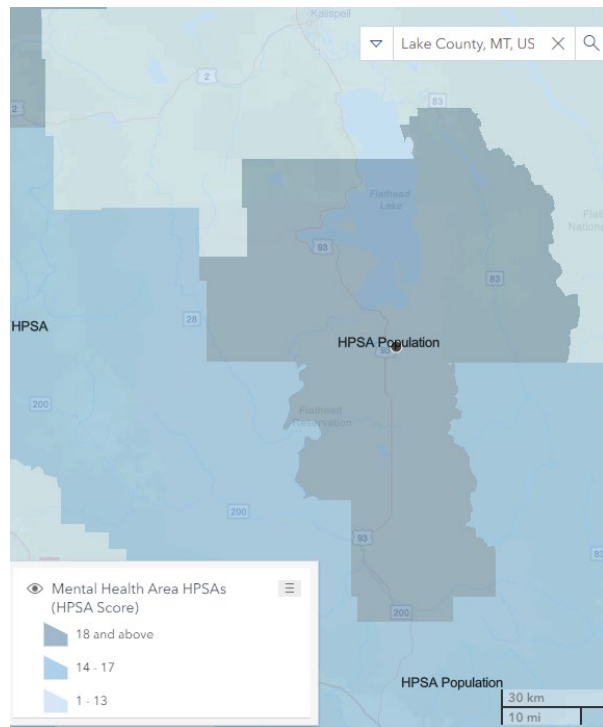 Kalispell
Lake County, MT, US
2
83
2
Flathead
Lake
93
83
HPSA
28
HPSA Population
93
200
Flathead
Reservation
200
93
83
200
Mental Health Area HPSAs
(HPSA Score)
18 and above
14 - 17
1 - 13
HPSA Population
30 km
10 mi